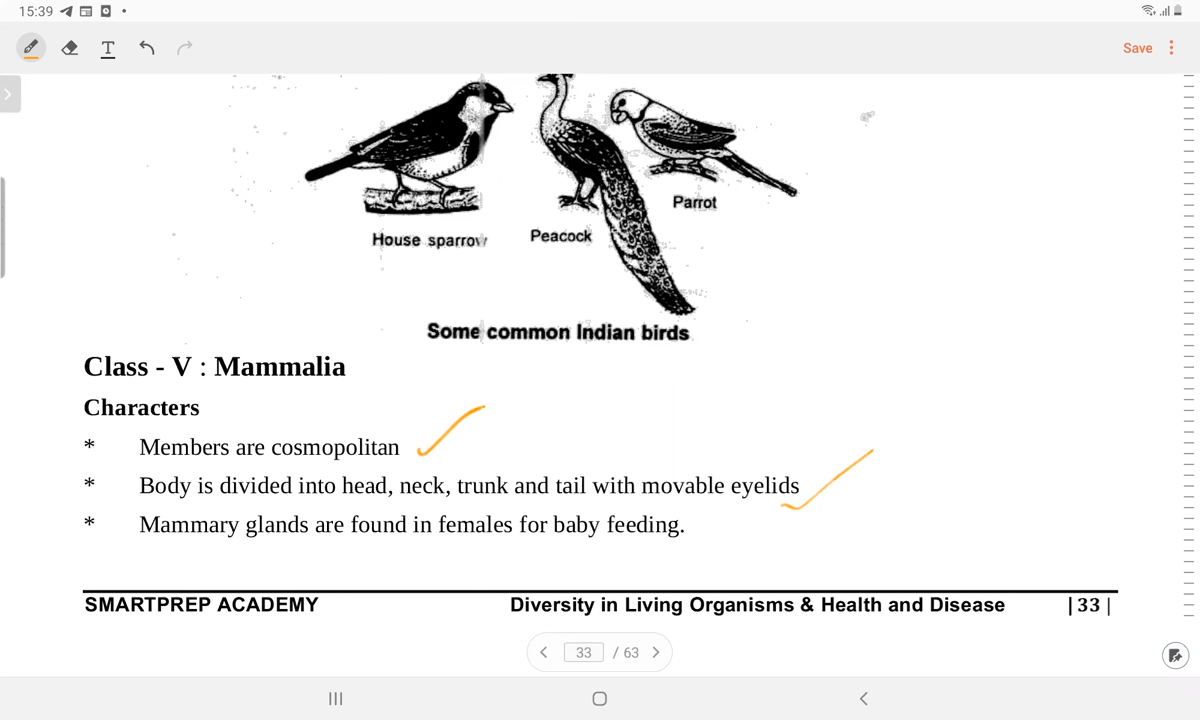 15:39
T
Save
House sparrow
Peacock
Parrot
Some common Indian birds
Class - V : Mammalia
Characters
* Members are cosmopolitan
* Body is divided into head, neck, trunk and tail with movable eyelids
* Mammary glands are found in females for baby feeding.
SMARTPREP ACADEMY Diversity in Living Organisms & Health and Disease | 33 |
33 / 63